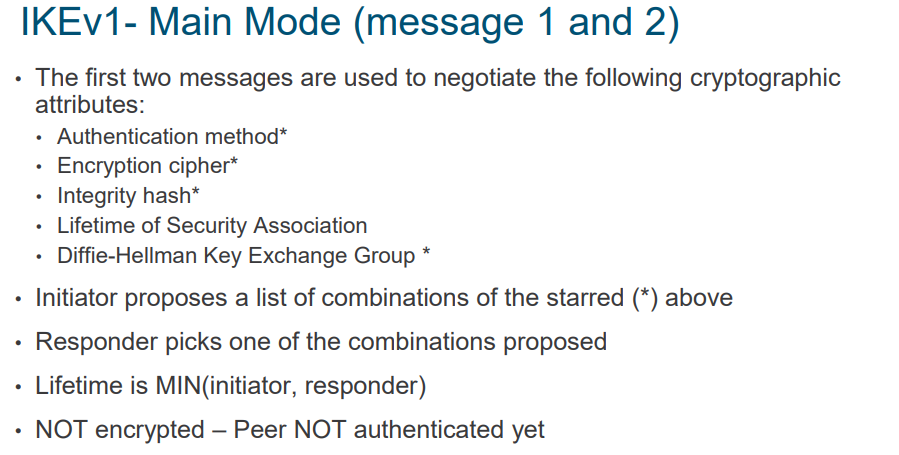 IKEv1- Main Mode (message 1 and 2)
• The first two messages are used to negotiate the following cryptographic
attributes:
• Authentication method*
• Encryption cipher*
• Integrity hash*
• Lifetime of Security Association
• Diffie-Hellman Key Exchange Group *
• Initiator proposes a list of combinations of the starred (*) above
• Responder picks one of the combinations proposed
• Lifetime is MIN(initiator, responder)
• NOT encrypted – Peer NOT authenticated yet